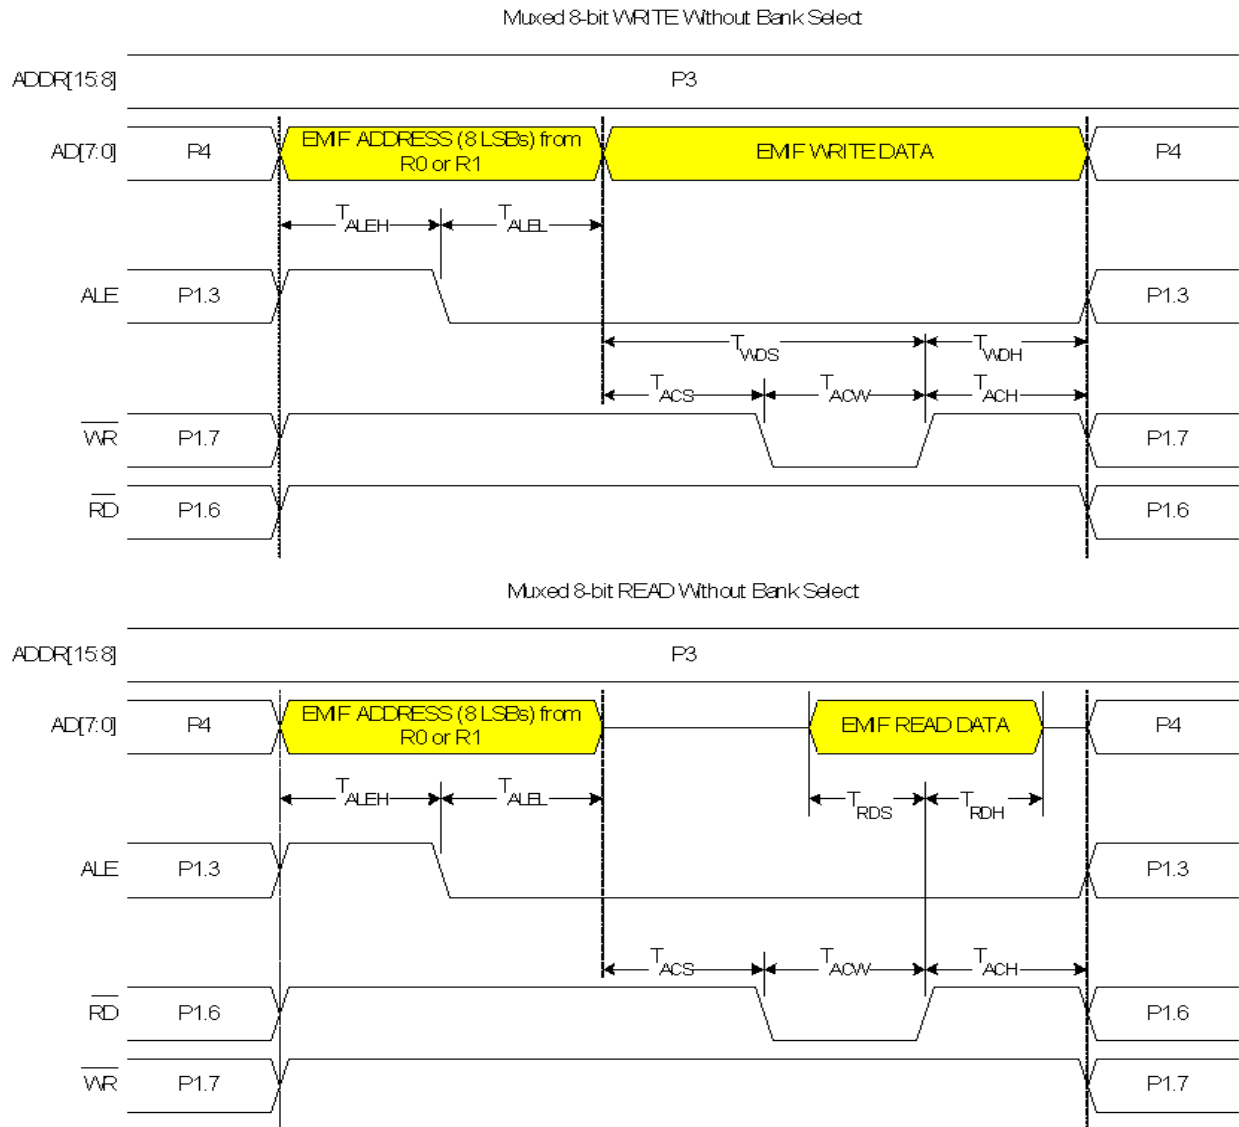 Muxed 8-bit WRITE Without Bank Select
ADDR[15:8] P3
AD[7:0] P4 EMIF ADDRESS (8 LSBs) from R0 or R1 EMIF WRITE DATA P4
TALEH TALEL
ALE P1.3 P1.3
TWDS TWDH
TACS TACW TACH
WR P1.7 P1.7
RD P1.6 P1.6
Muxed 8-bit READ Without Bank Select
ADDR[15:8] P3
AD[7:0] P4 EMIF ADDRESS (8 LSBs) from R0 or R1 EMIF READ DATA P4
TALEH TALEL TRDS TRDH
ALE P1.3 P1.3
TACS TACW TACH
RD P1.6 P1.6
WR P1.7 P1.7